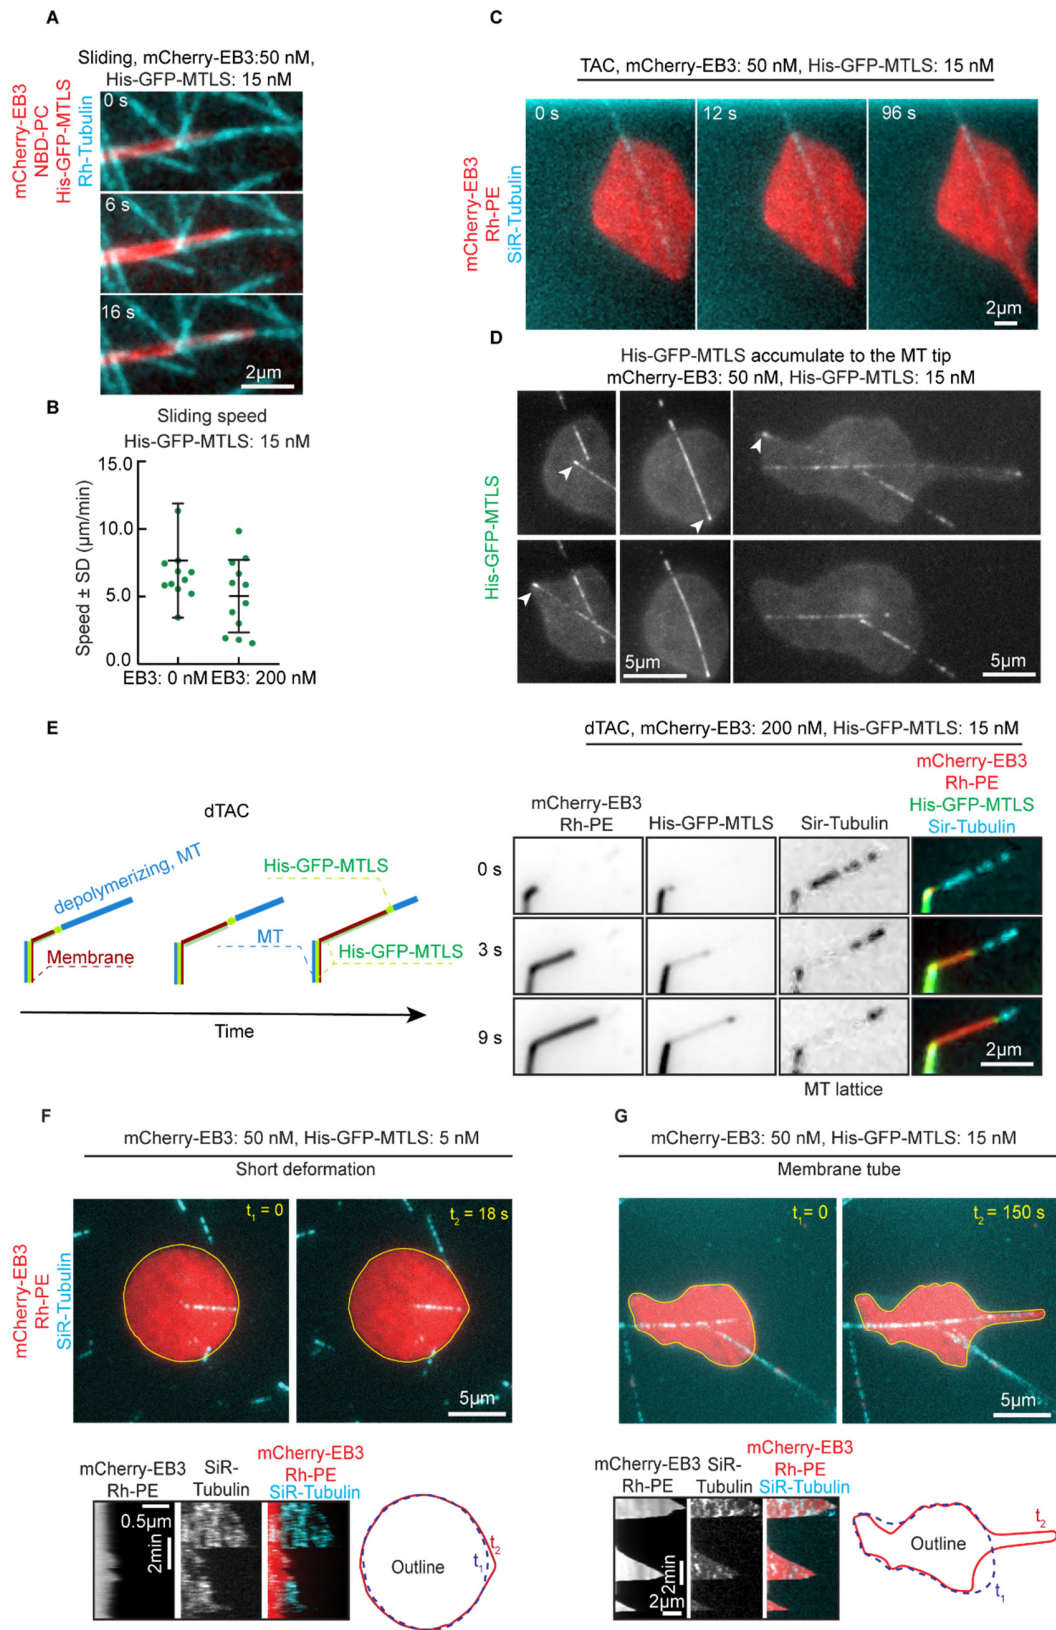 A
Sliding, mCherry-EB3:50 nM,
His-GFP-MTLS: 15 nM
mCherry-EB3
NBD-PC
His-GFP-MTLS
Rh-Tubulin
0 s
6 s
16 s
2µm
B
Sliding speed
His-GFP-MTLS: 15 nM
Speed ± SD (µm/min)
15.0
10.0
5.0
0.0
EB3: 0 nM EB3: 200 nM
C
TAC, mCherry-EB3: 50 nM, His-GFP-MTLS: 15 nM
mCherry-EB3
Rh-PE
SiR-Tubulin
0 s
12 s
96 s
2µm
D
His-GFP-MTLS accumulate to the MT tip
mCherry-EB3: 50 nM, His-GFP-MTLS: 15 nM
His-GFP-MTLS
5µm
5µm
E
dTAC
depolymerizing, MT
His-GFP-MTLS
MT
Membrane
His-GFP-MTLS
Time
dTAC, mCherry-EB3: 200 nM, His-GFP-MTLS: 15 nM
mCherry-EB3
Rh-PE
His-GFP-MTLS
Sir-Tubulin
mCherry-EB3
Rh-PE
His-GFP-MTLS
Sir-Tubulin
0 s
3 s
9 s
2µm
MT lattice
F
mCherry-EB3: 50 nM, His-GFP-MTLS: 5 nM
Short deformation
mCherry-EB3
Rh-PE
SiR-Tubulin
t1 = 0
t2 = 18 s
5µm
mCherry-EB3
Rh-PE
SiR-
Tubulin
mCherry-EB3
Rh-PE
SiR-Tubulin
0.5µm
2min
Outline
t1
t2
G
mCherry-EB3: 50 nM, His-GFP-MTLS: 15 nM
Membrane tube
t1 = 0
t2 = 150 s
5µm
mCherry-EB3
Rh-PE
SiR-
Tubulin
mCherry-EB3
Rh-PE
SiR-Tubulin
2min
2µm
Outline
t2
t1